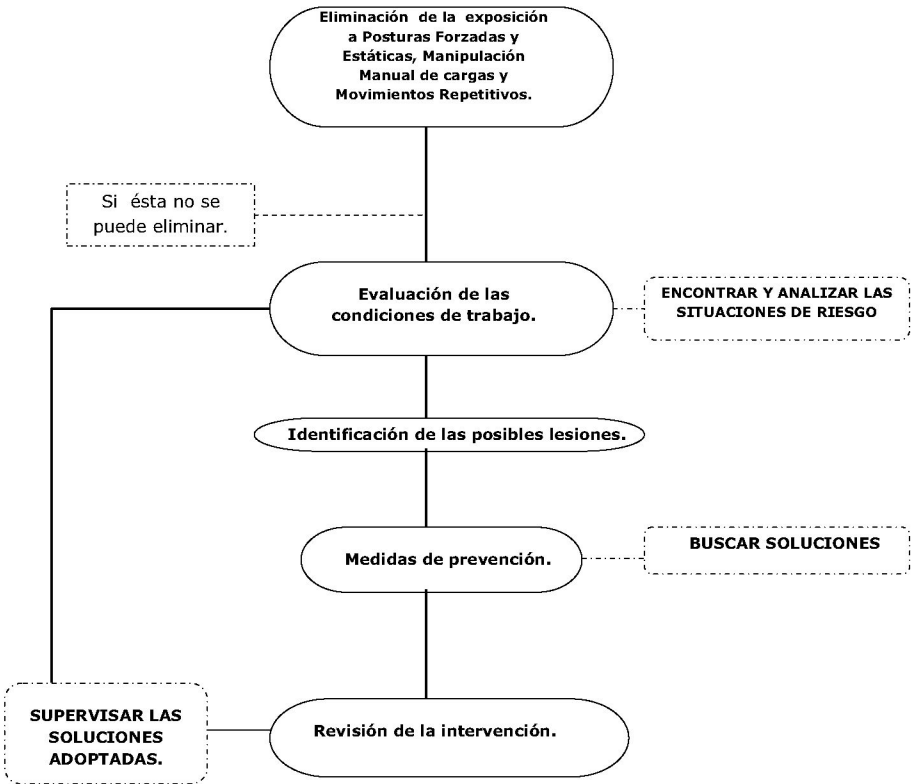 Eliminación de la exposición
a Posturas Forzadas y
Estáticas, Manipulación
Manual de cargas y
Movimientos Repetitivos.
Si ésta no se
puede eliminar.
Evaluación de las
condiciones de trabajo.
ENCONTRAR Y ANALIZAR LAS
SITUACIONES DE RIESGO
Identificación de las posibles lesiones.
Medidas de prevención.
BUSCAR SOLUCIONES
SUPERVISAR LAS
SOLUCIONES
ADOPTADAS.
Revisión de la intervención.